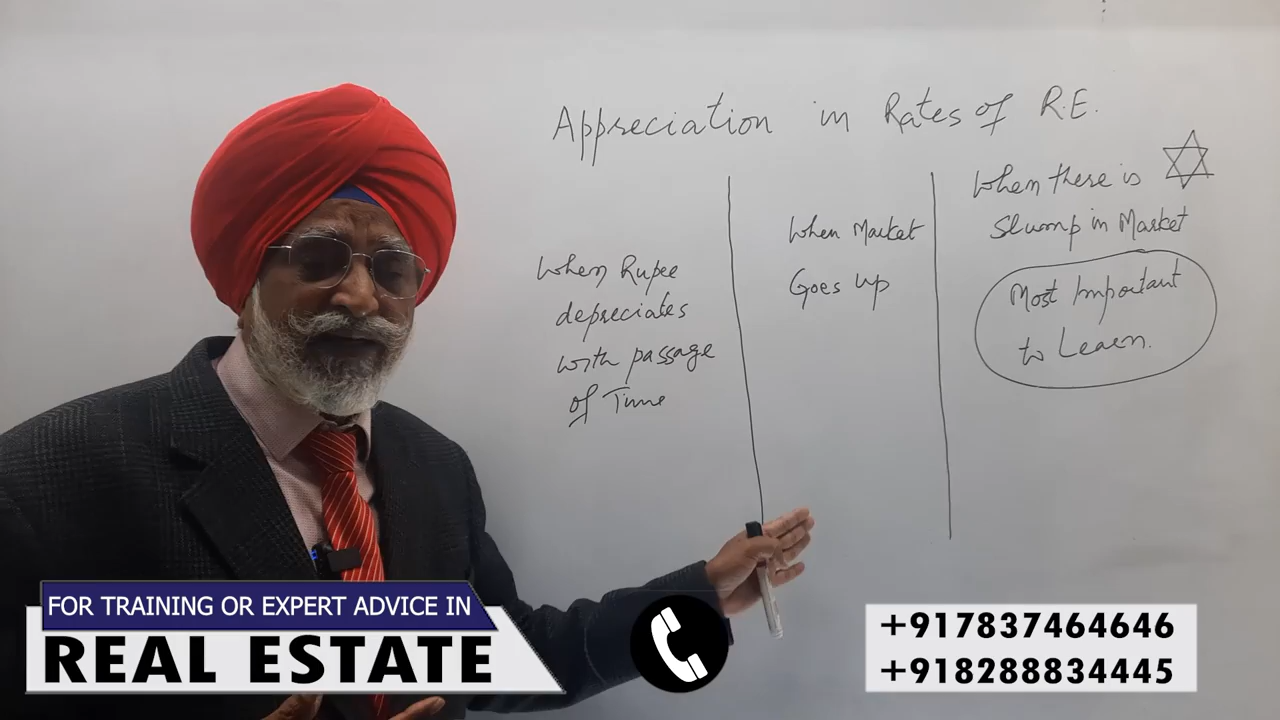 Appreciation in Rates of R.E.
When Rupee
depreciates
with passage
of Time
When Market
Goes Up
When there is
Slump in Market
Most Important
to Learn.
FOR TRAINING OR EXPERT ADVICE IN
REAL ESTATE
+917837464646
+918288834445